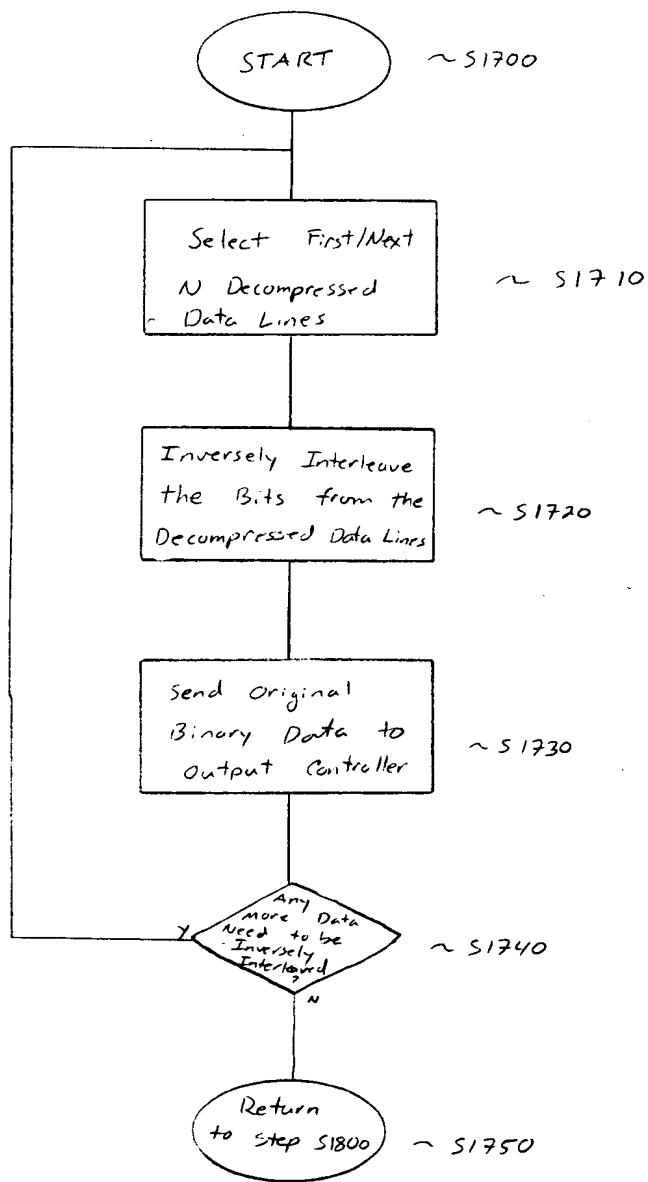 START
~ S1700
Select First/Next
N Decompressed
Data Lines
~ S1710
Inversely Interleave
the Bits from the
Decompressed Data Lines
~ S1720
Send Original
Binary Data to
Output Controller
~ S1730
Any
more Data
Need to be
Inversely
Interleaved
?
Y
N
~ S1740
Return
to step S1800
~ S1750